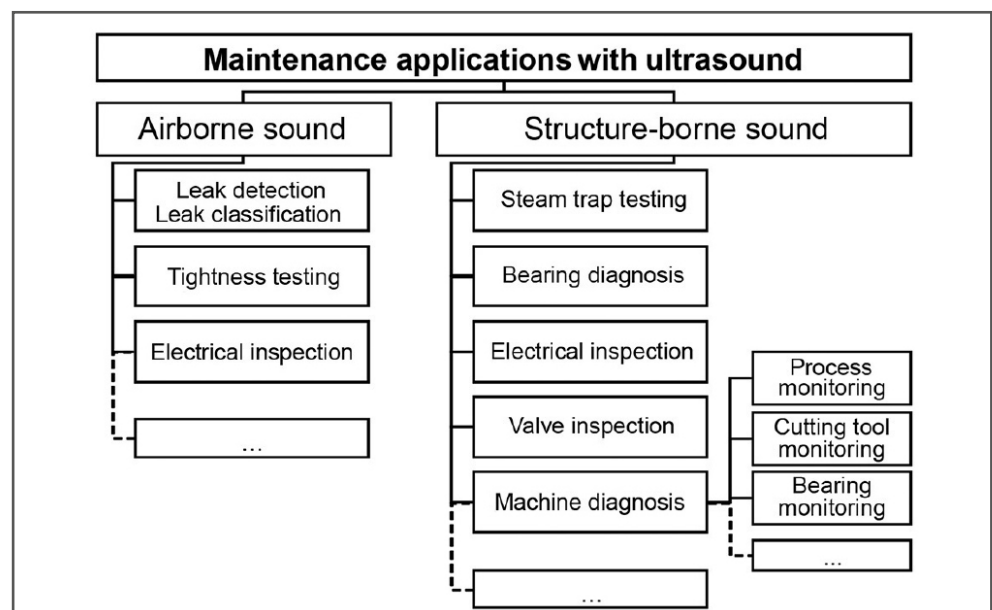 Maintenance applications with ultrasound
Airborne sound
Leak detection
Leak classification
Tightness testing
Electrical inspection
...
Structure-borne sound
Steam trap testing
Bearing diagnosis
Electrical inspection
Valve inspection
Machine diagnosis
...
Process
monitoring
Cutting tool
monitoring
Bearing
monitoring
...